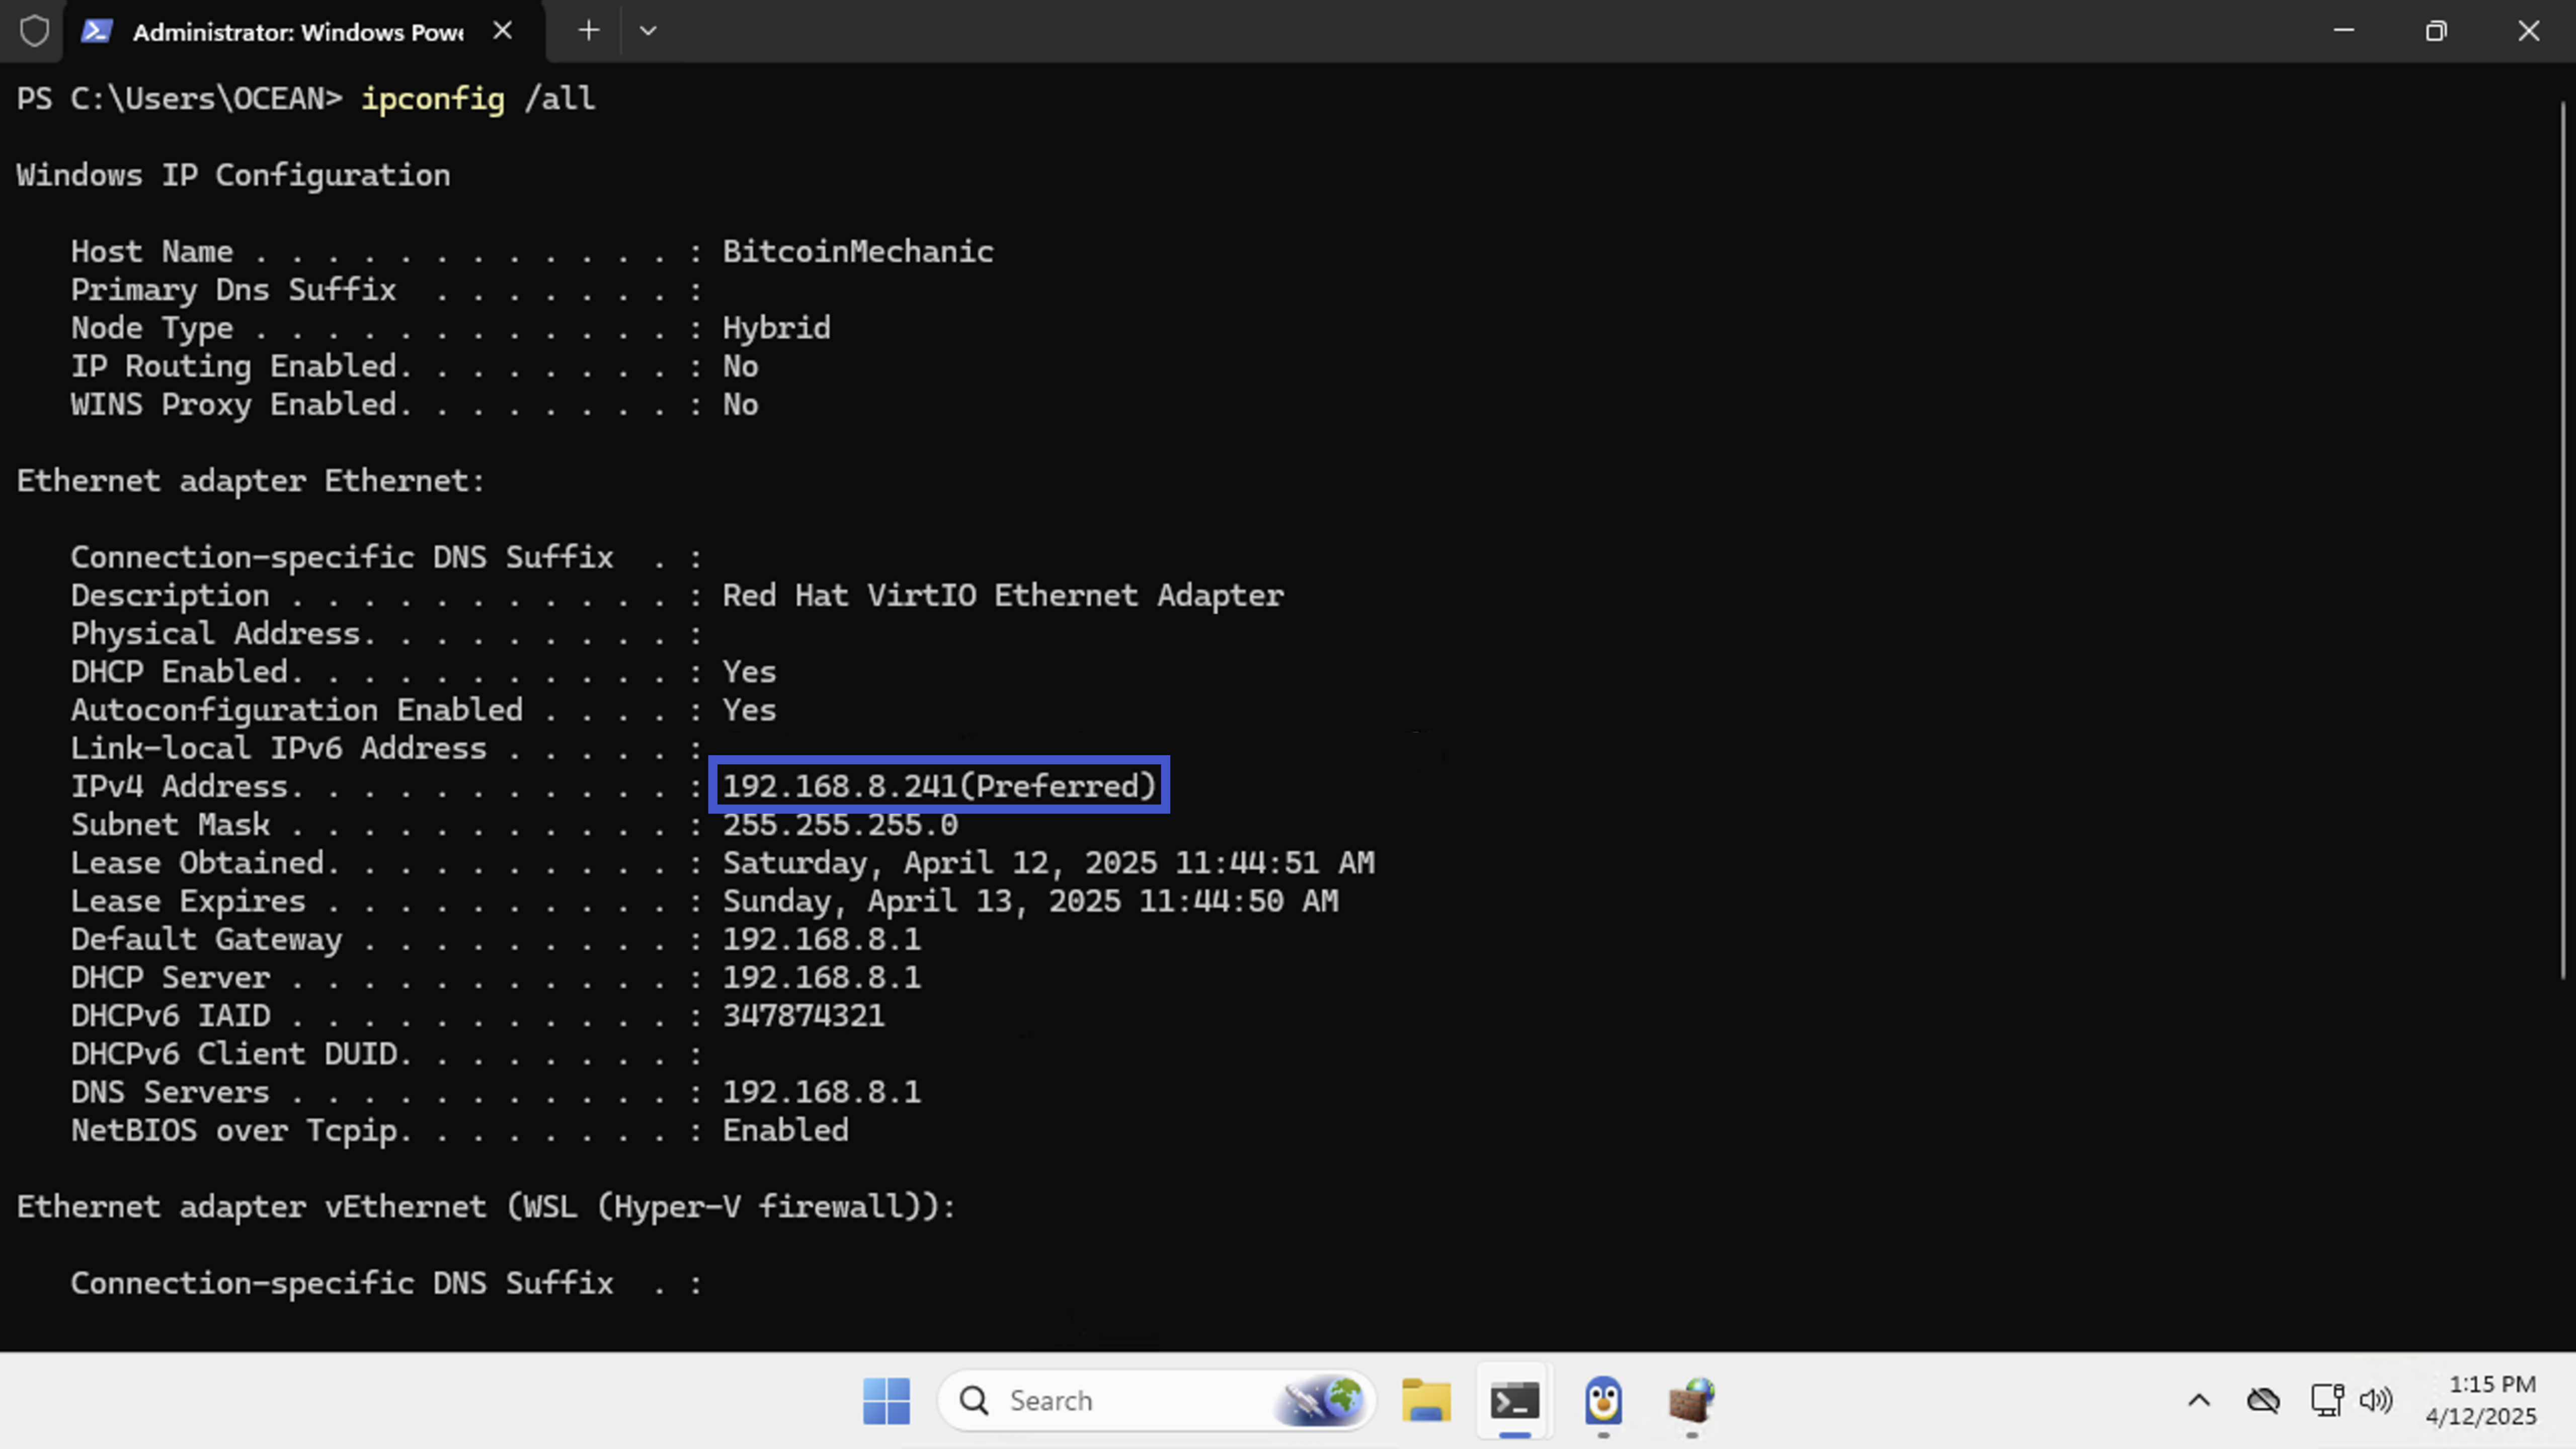 Administrator: Windows Powe
PS C:\Users\OCEAN> ipconfig /all
Windows IP Configuration
Host Name . . . . . . . . . . . . : BitcoinMechanic
Primary Dns Suffix  . . . . . . . :
Node Type . . . . . . . . . . . . : Hybrid
IP Routing Enabled. . . . . . . . : No
WINS Proxy Enabled. . . . . . . . : No
Ethernet adapter Ethernet:
Connection-specific DNS Suffix  . :
Description . . . . . . . . . . . : Red Hat VirtIO Ethernet Adapter
Physical Address. . . . . . . . . :
DHCP Enabled. . . . . . . . . . . : Yes
Autoconfiguration Enabled . . . . : Yes
Link-local IPv6 Address . . . . . :
IPv4 Address. . . . . . . . . . . : 192.168.8.241(Preferred)
Subnet Mask . . . . . . . . . . . : 255.255.255.0
Lease Obtained. . . . . . . . . . : Saturday, April 12, 2025 11:44:51 AM
Lease Expires . . . . . . . . . . : Sunday, April 13, 2025 11:44:50 AM
Default Gateway . . . . . . . . . : 192.168.8.1
DHCP Server . . . . . . . . . . . : 192.168.8.1
DHCPv6 IAID . . . . . . . . . . . : 347874321
DHCPv6 Client DUID. . . . . . . . :
DNS Servers . . . . . . . . . . . : 192.168.8.1
NetBIOS over Tcpip. . . . . . . . : Enabled
Ethernet adapter vEthernet (WSL (Hyper-V firewall)):
Connection-specific DNS Suffix  . :
Search
1:15 PM
4/12/2025